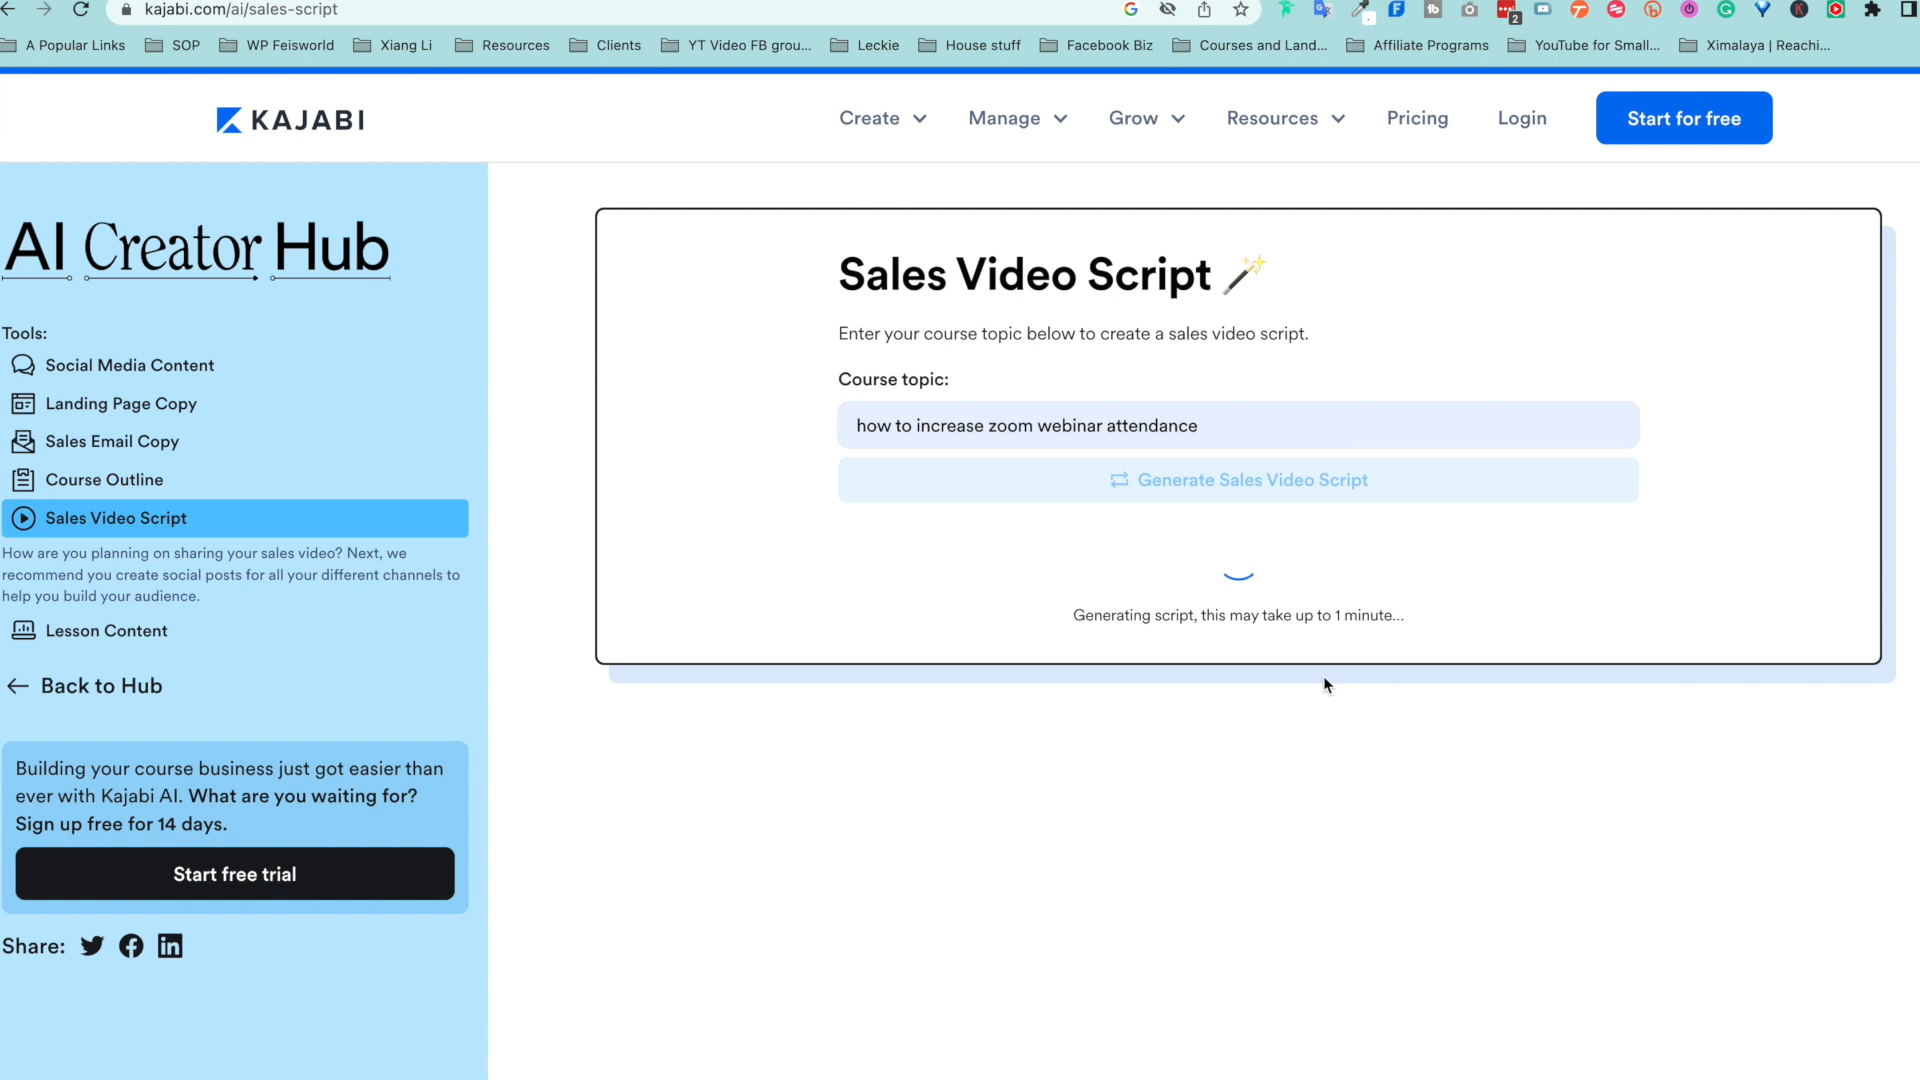 kajabi.com/ai/sales-script
A Popular Links
SOP
WP Feisworld
Xiang Li
Resources
Clients
YT Video FB grou...
Leckie
House stuff
Facebook Biz
Courses and Land...
Affiliate Programs
YouTube for Small...
Ximalaya | Reachi...
KAJABI
Create
Manage
Grow
Resources
Pricing
Login
Start for free
AI Creator Hub
Tools:
Social Media Content
Landing Page Copy
Sales Email Copy
Course Outline
Sales Video Script
How are you planning on sharing your sales video? Next, we
recommend you create social posts for all your different channels to
help you build your audience.
Lesson Content
Back to Hub
Building your course business just got easier than
ever with Kajabi AI. What are you waiting for?
Sign up free for 14 days.
Start free trial
Share:
Sales Video Script
Enter your course topic below to create a sales video script.
Course topic:
how to increase zoom webinar attendance
Generate Sales Video Script
Generating script, this may take up to 1 minute...